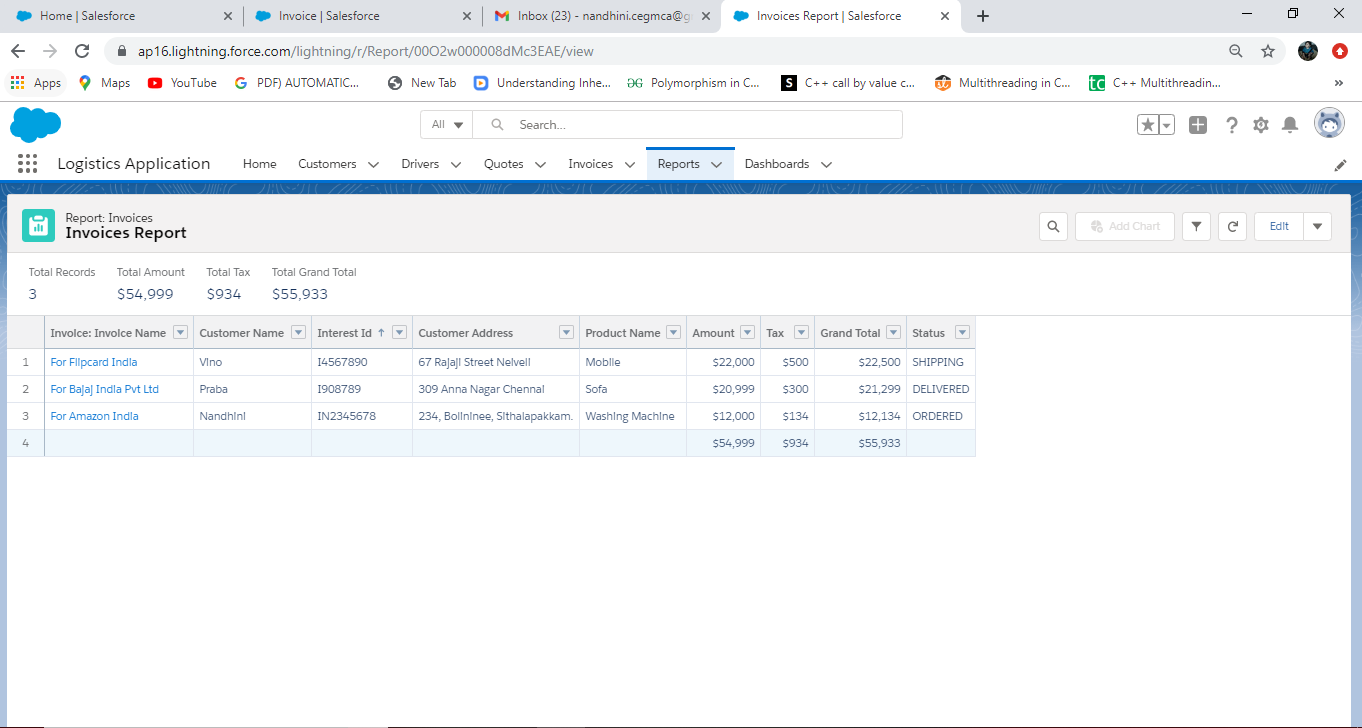 Home | Salesforce
Invoice | Salesforce
Inbox (23) - nandhini.cegmca@g
Invoices Report | Salesforce
ap16.lightning.force.com/lightning/r/Report/00O2w000008dMc3EAE/view
Apps Maps YouTube PDF) AUTOMATIC... New Tab Understanding Inhe... Polymorphism in C... C++ call by value c... Multithreading in C... C++ Multithreadin... »
All Search...
Logistics Application Home Customers Drivers Quotes Invoices Reports Dashboards
Report: Invoices
Invoices Report
Add Chart Edit
Total Records Total Amount Total Tax Total Grand Total
3 $54,999 $934 $55,933
Invoice: Invoice Name Customer Name Interest Id ↑ Customer Address Product Name Amount Tax Grand Total Status
1 For Flipcard India Vino I4567890 67 Rajaji Street Nelvell Mobile $22,000 $500 $22,500 SHIPPING
2 For Bajaj India Pvt Ltd Praba I908789 309 Anna Nagar Chennai Sofa $20,999 $300 $21,299 DELIVERED
3 For Amazon India Nandhini IN2345678 234, Bollninee, Sithalapakkam. Washing Machine $12,000 $134 $12,134 ORDERED
4 $54,999 $934 $55,933